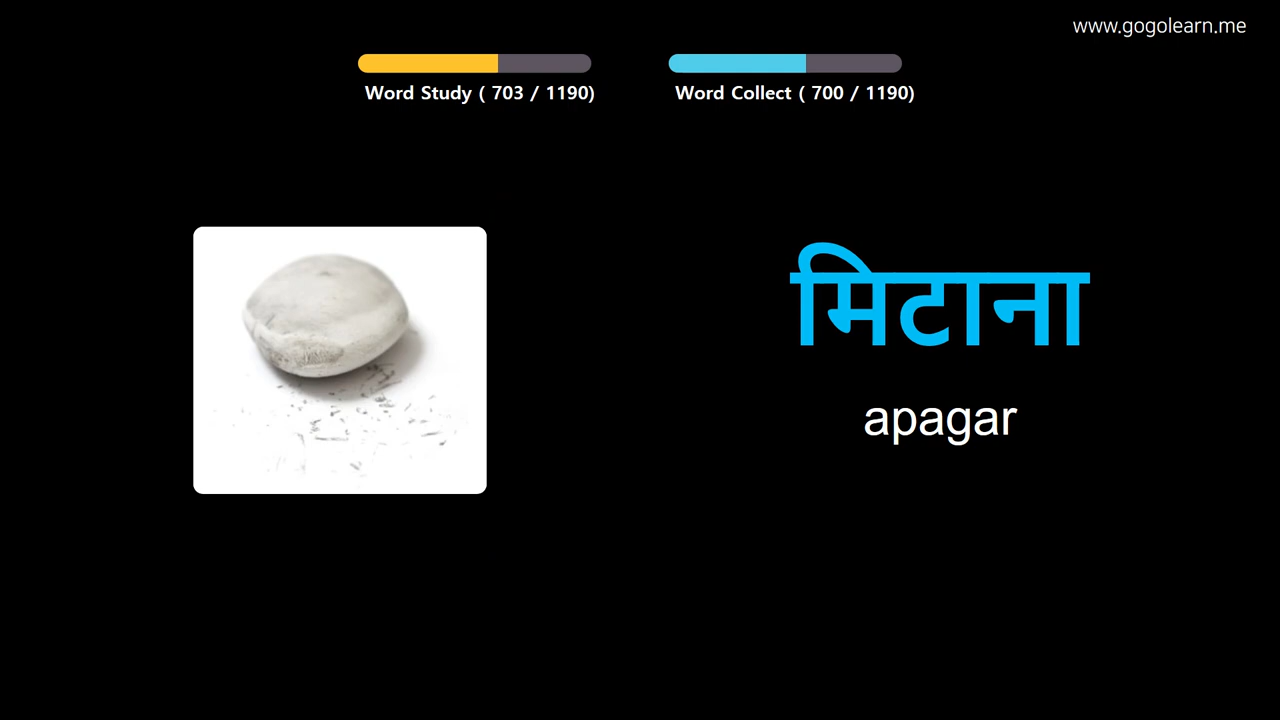 www.gogolearn.me
Word Study ( 703 / 1190)
Word Collect ( 700 / 1190)
मिटाना
apagar